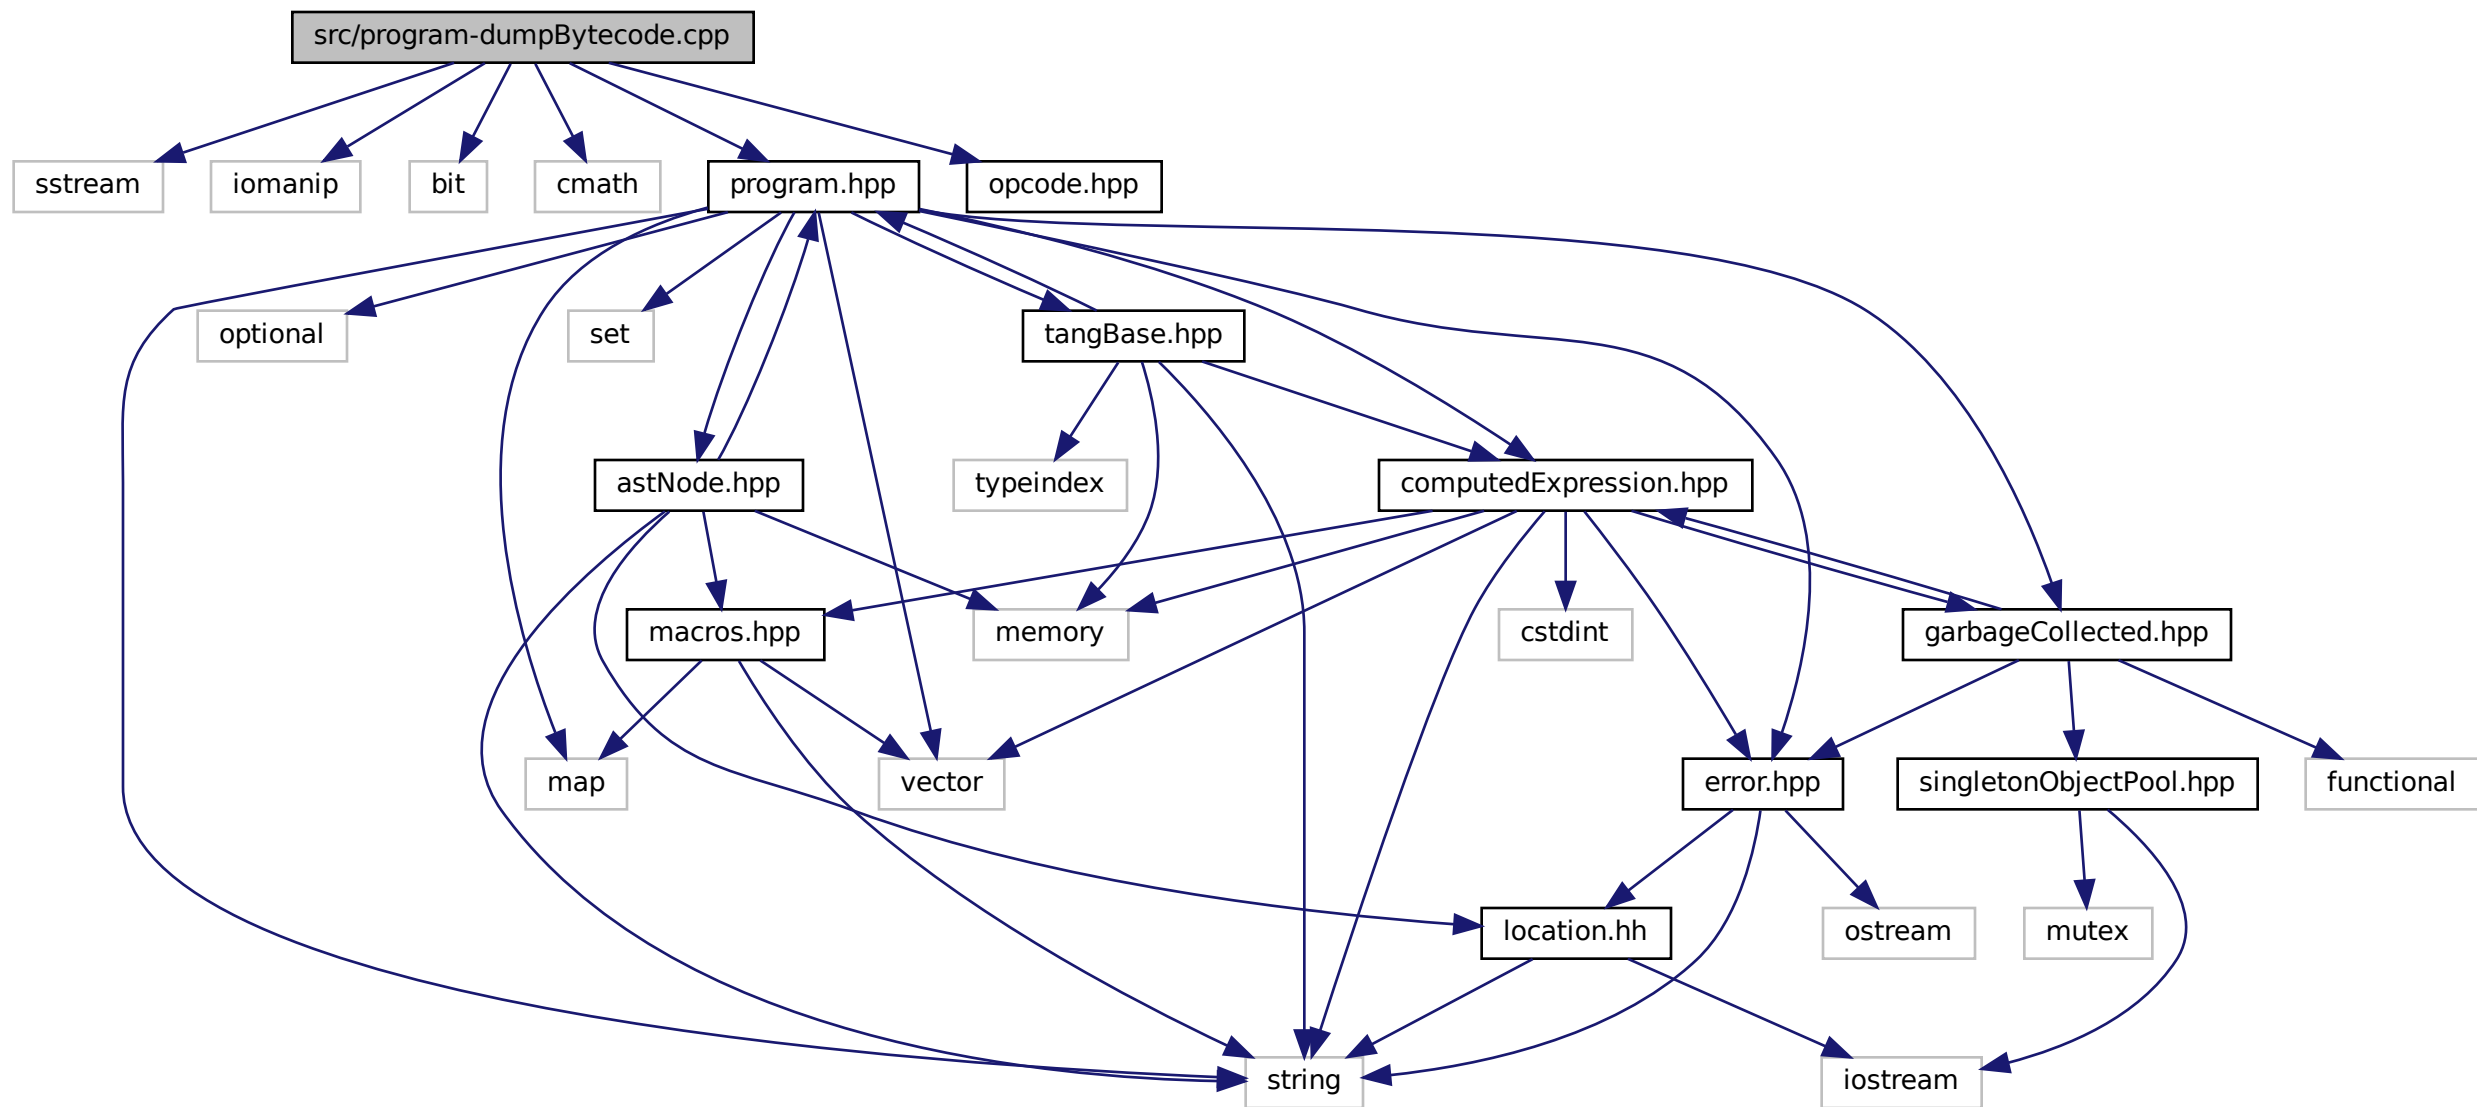 src/program-dumpBytecode.cpp
sstream
iomanip
bit
cmath
program.hpp
opcode.hpp
optional
set
tangBase.hpp
astNode.hpp
typeindex
computedExpression.hpp
macros.hpp
memory
cstdint
garbageCollected.hpp
map
vector
error.hpp
singletonObjectPool.hpp
functional
location.hh
ostream
mutex
string
iostream